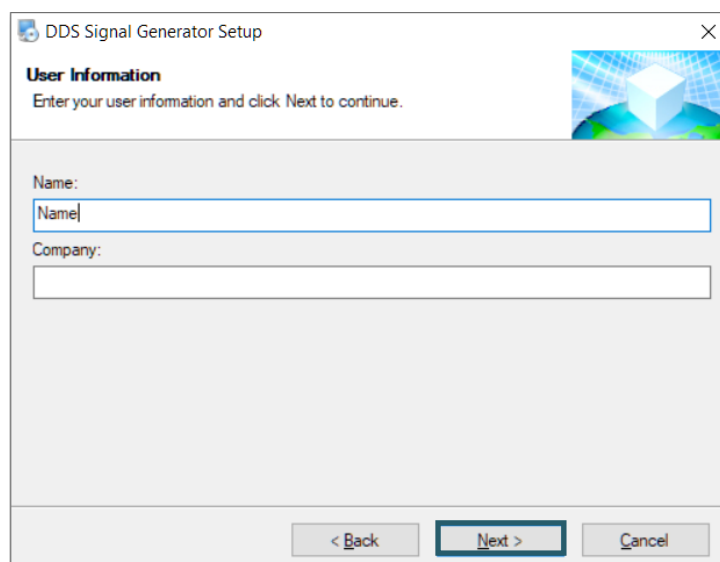 DDS Signal Generator Setup
User Information
Enter your user information and click Next to continue.
Name:
Name
Company:
< Back Next > Cancel